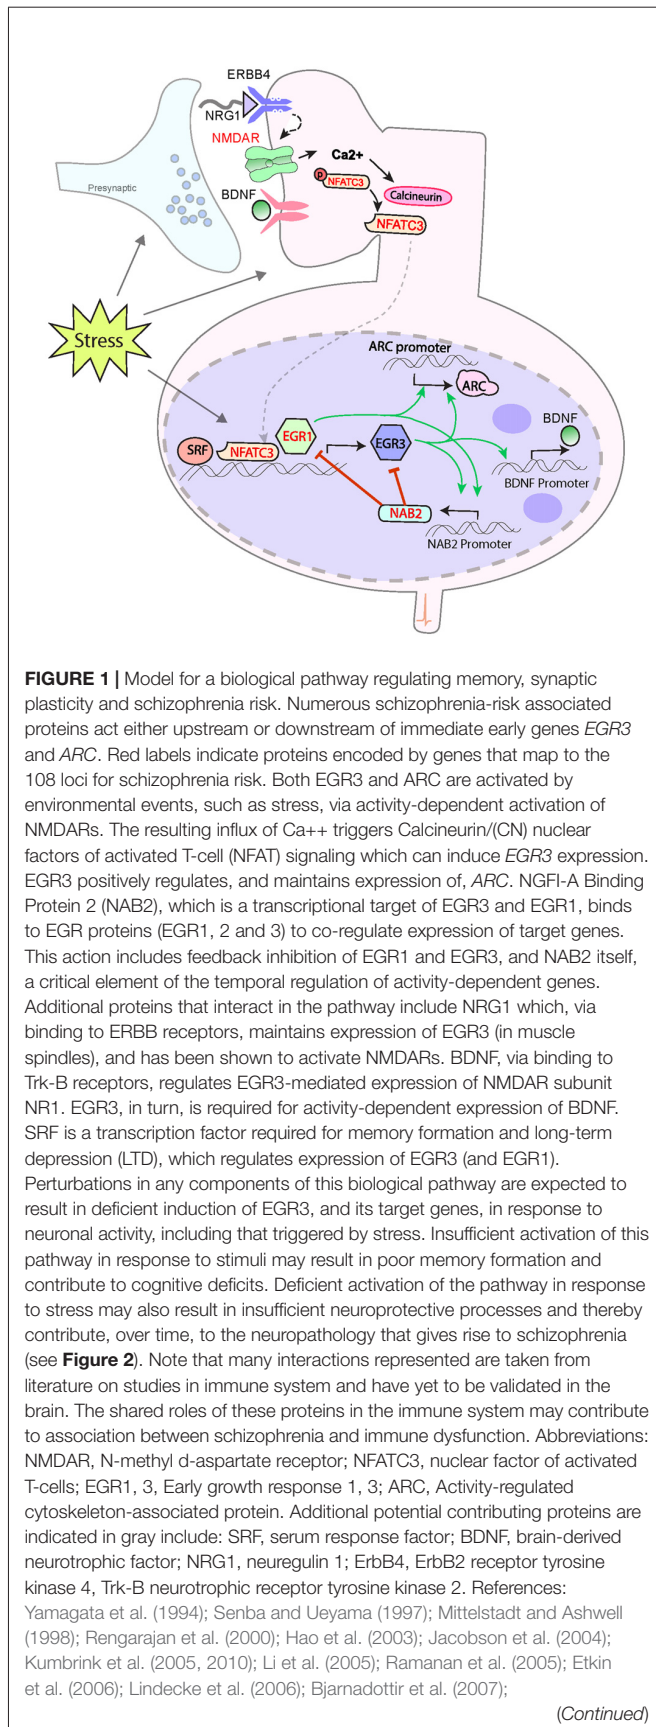 ERBB4
NRG1
NMDAR
Ca2+
P
NFATC3
Calcineurin
BDNF
NFATC3
Presynaptic
Stress
ARC promoter
ARC
BDNF
EGR1
SRF
NFATC3
EGR3
BDNF Promoter
NAB2
NAB2 Promoter
FIGURE 1 | Model for a biological pathway regulating memory, synaptic
plasticity and schizophrenia risk. Numerous schizophrenia-risk associated
proteins act either upstream or downstream of immediate early genes EGR3
and ARC. Red labels indicate proteins encoded by genes that map to the
108 loci for schizophrenia risk. Both EGR3 and ARC are activated by
environmental events, such as stress, via activity-dependent activation of
NMDARs. The resulting influx of Ca++ triggers Calcineurin/(CN) nuclear
factors of activated T-cell (NFAT) signaling which can induce EGR3 expression.
EGR3 positively regulates, and maintains expression of, ARC. NGFI-A Binding
Protein 2 (NAB2), which is a transcriptional target of EGR3 and EGR1, binds
to EGR proteins (EGR1, 2 and 3) to co-regulate expression of target genes.
This action includes feedback inhibition of EGR1 and EGR3, and NAB2 itself,
a critical element of the temporal regulation of activity-dependent genes.
Additional proteins that interact in the pathway include NRG1 which, via
binding to ERBB receptors, maintains expression of EGR3 (in muscle
spindles), and has been shown to activate NMDARs. BDNF, via binding to
Trk-B receptors, regulates EGR3-mediated expression of NMDAR subunit
NR1. EGR3, in turn, is required for activity-dependent expression of BDNF.
SRF is a transcription factor required for memory formation and long-term
depression (LTD), which regulates expression of EGR3 (and EGR1).
Perturbations in any components of this biological pathway are expected to
result in deficient induction of EGR3, and its target genes, in response to
neuronal activity, including that triggered by stress. Insufficient activation of this
pathway in response to stimuli may result in poor memory formation and
contribute to cognitive deficits. Deficient activation of the pathway in response
to stress may also result in insufficient neuroprotective processes and thereby
contribute, over time, to the neuropathology that gives rise to schizophrenia
(see Figure 2). Note that many interactions represented are taken from
literature on studies in immune system and have yet to be validated in the
brain. The shared roles of these proteins in the immune system may contribute
to association between schizophrenia and immune dysfunction. Abbreviations:
NMDAR, N-methyl d-aspartate receptor; NFATC3, nuclear factor of activated
T-cells; EGR1, 3, Early growth response 1, 3; ARC, Activity-regulated
cytoskeleton-associated protein. Additional potential contributing proteins are
indicated in gray include: SRF, serum response factor; BDNF, brain-derived
neurotrophic factor; NRG1, neuregulin 1; ErbB4, ErbB2 receptor tyrosine
kinase 4, Trk-B neurotrophic receptor tyrosine kinase 2. References:
Yamagata et al. (1994); Senba and Ueyama (1997); Mittelstadt and Ashwell
(1998); Rengarajan et al. (2000); Hao et al. (2003); Jacobson et al. (2004);
Kumbrink et al. (2005, 2010); Li et al. (2005); Ramanan et al. (2005); Etkin
et al. (2006); Lindecke et al. (2006); Bjarnadottir et al. (2007);
(Continued)